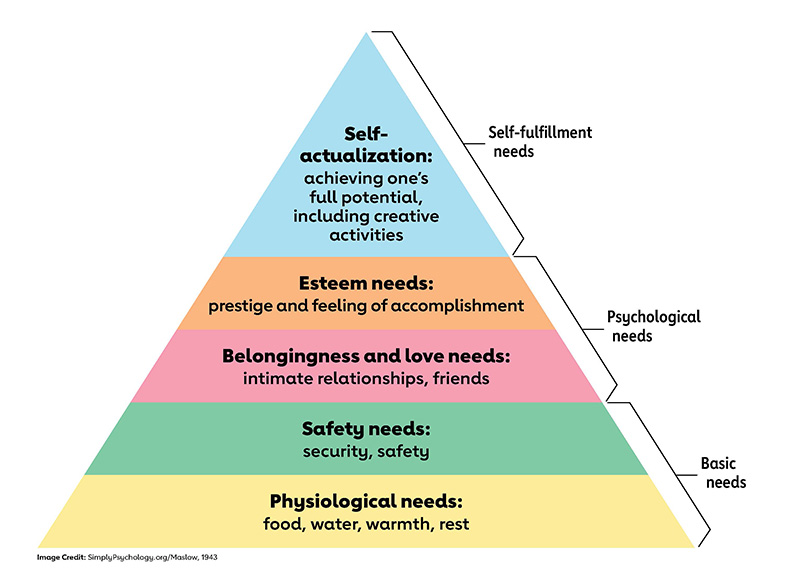 Self-
actualization:
achieving one's
full potential,
including creative
activities
Self-fulfillment
needs
Esteem needs:
prestige and feeling of accomplishment
Psychological
needs
Belongingness and love needs:
intimate relationships, friends
Safety needs:
security, safety
Basic
needs
Physiological needs:
food, water, warmth, rest
Image Credit: SimplyPsychology.org/Maslow, 1943